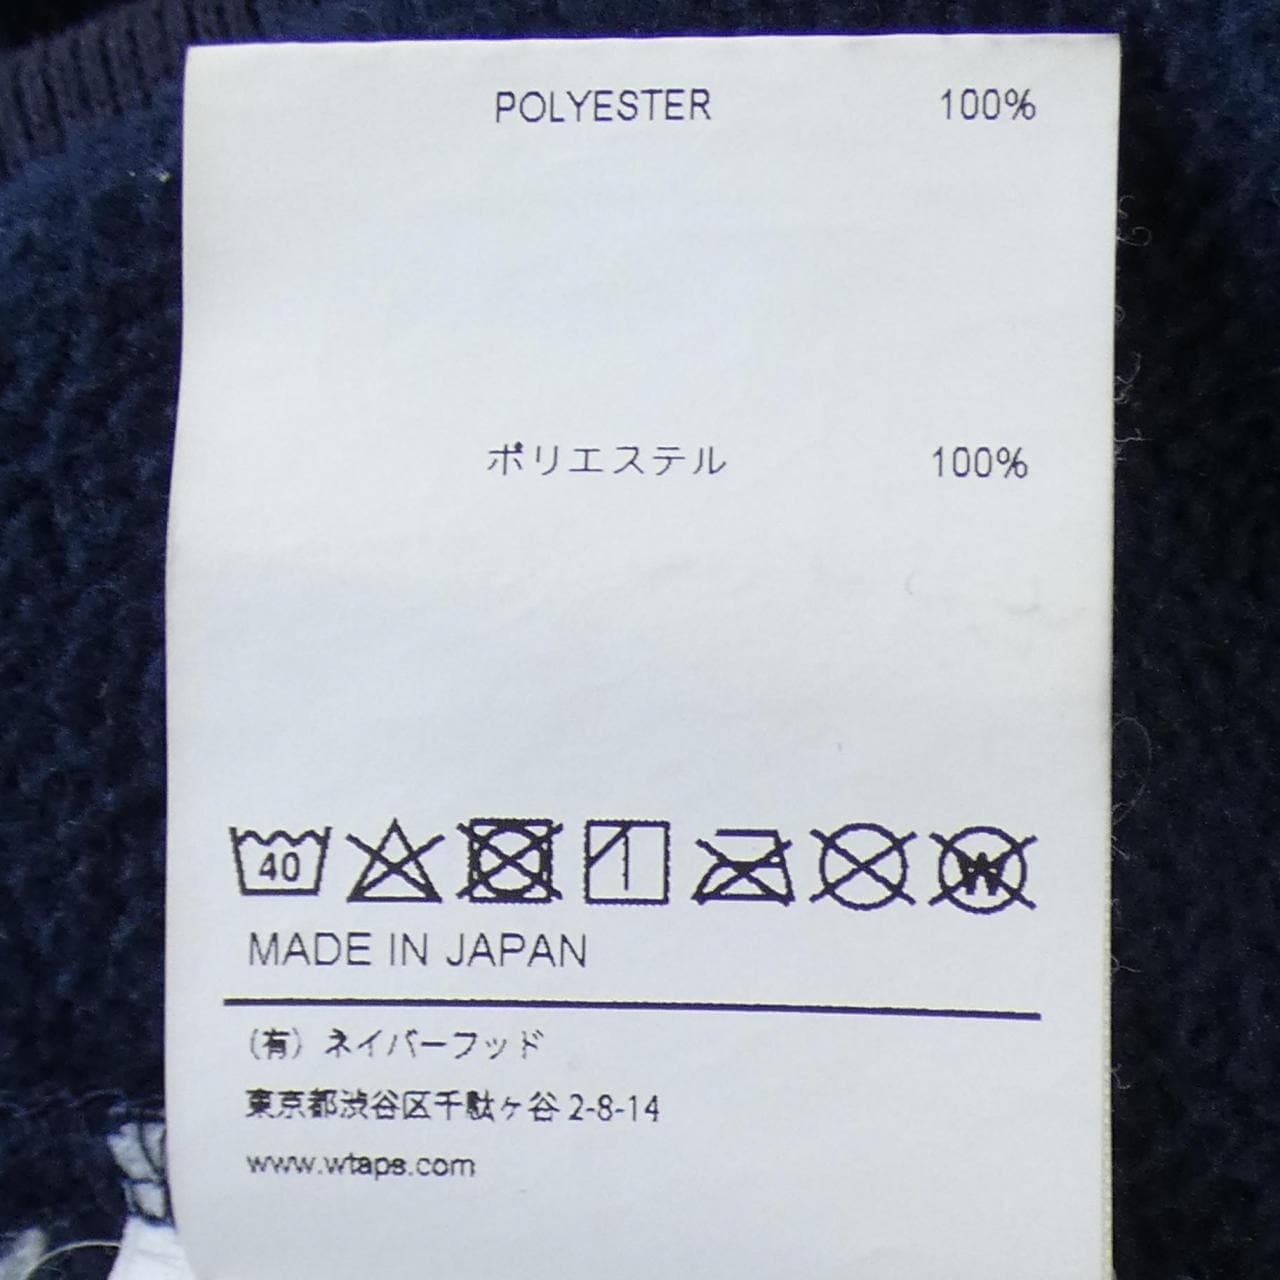 POLYESTER 100%
ポリエステル 100%
40 W
MADE IN JAPAN
(有) ネイバーフッド
東京都渋谷区千駄ヶ谷 2-8-14
www.wtaps.com